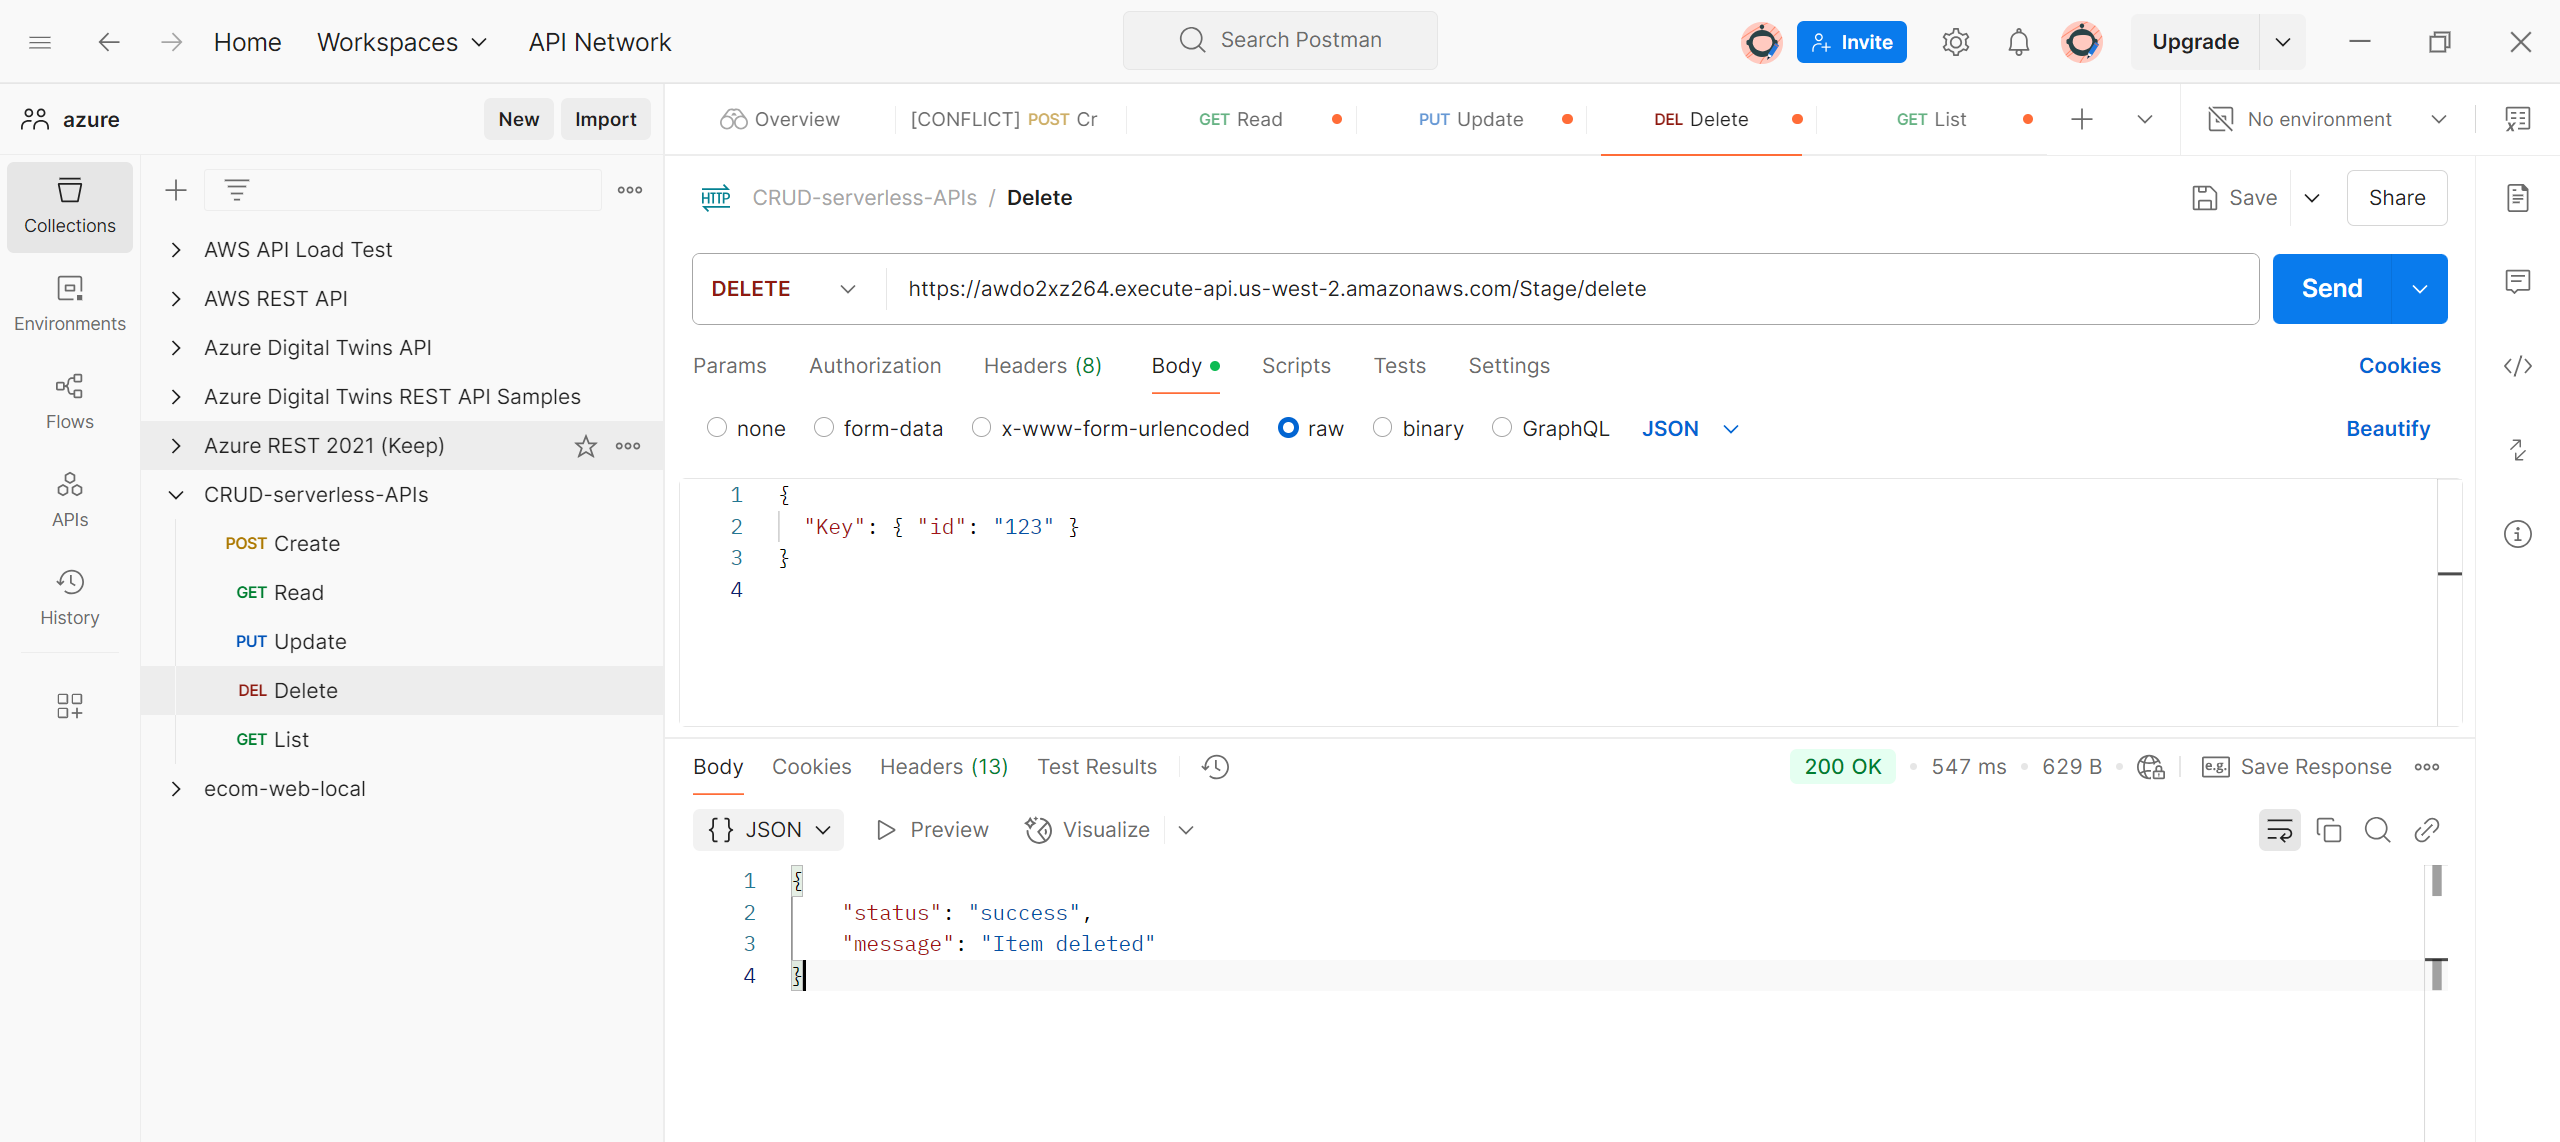 Home
Workspaces
API Network
Search Postman
Invite
Upgrade
azure
New
Import
Overview
[CONFLICT] POST Cr
GET Read
PUT Update
DEL Delete
GET List
No environment
Collections
Environments
Flows
APIs
History
AWS API Load Test
AWS REST API
Azure Digital Twins API
Azure Digital Twins REST API Samples
Azure REST 2021 (Keep)
CRUD-serverless-APIs
POST Create
GET Read
PUT Update
DEL Delete
GET List
ecom-web-local
HTTP CRUD-serverless-APIs / Delete
Save
Share
DELETE
https://awdo2xz264.execute-api.us-west-2.amazonaws.com/Stage/delete
Send
Params
Authorization
Headers (8)
Body
Scripts
Tests
Settings
Cookies
none
form-data
x-www-form-urlencoded
raw
binary
GraphQL
JSON
Beautify
1 {
2 "Key": { "id": "123" }
3 }
4
Body
Cookies
Headers (13)
Test Results
200 OK
547 ms
629 B
e.g. Save Response
{} JSON
Preview
Visualize
1 {
2 "status": "success",
3 "message": "Item deleted"
4 }